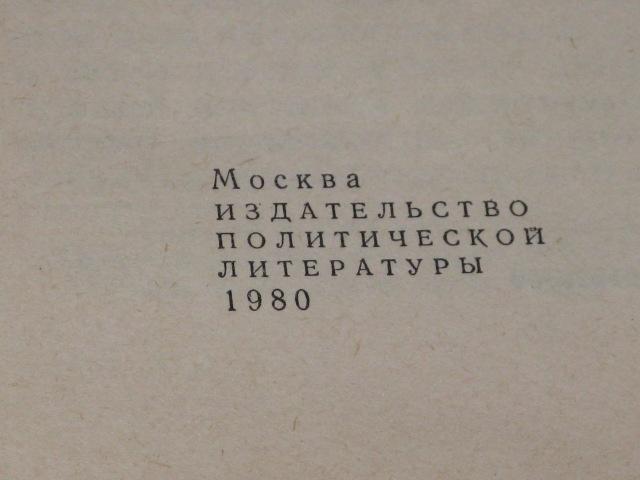 Москва
ИЗДАТЕЛЬСТВО
ПОЛИТИЧЕСКОЙ
ЛИТЕРАТУРЫ
1980